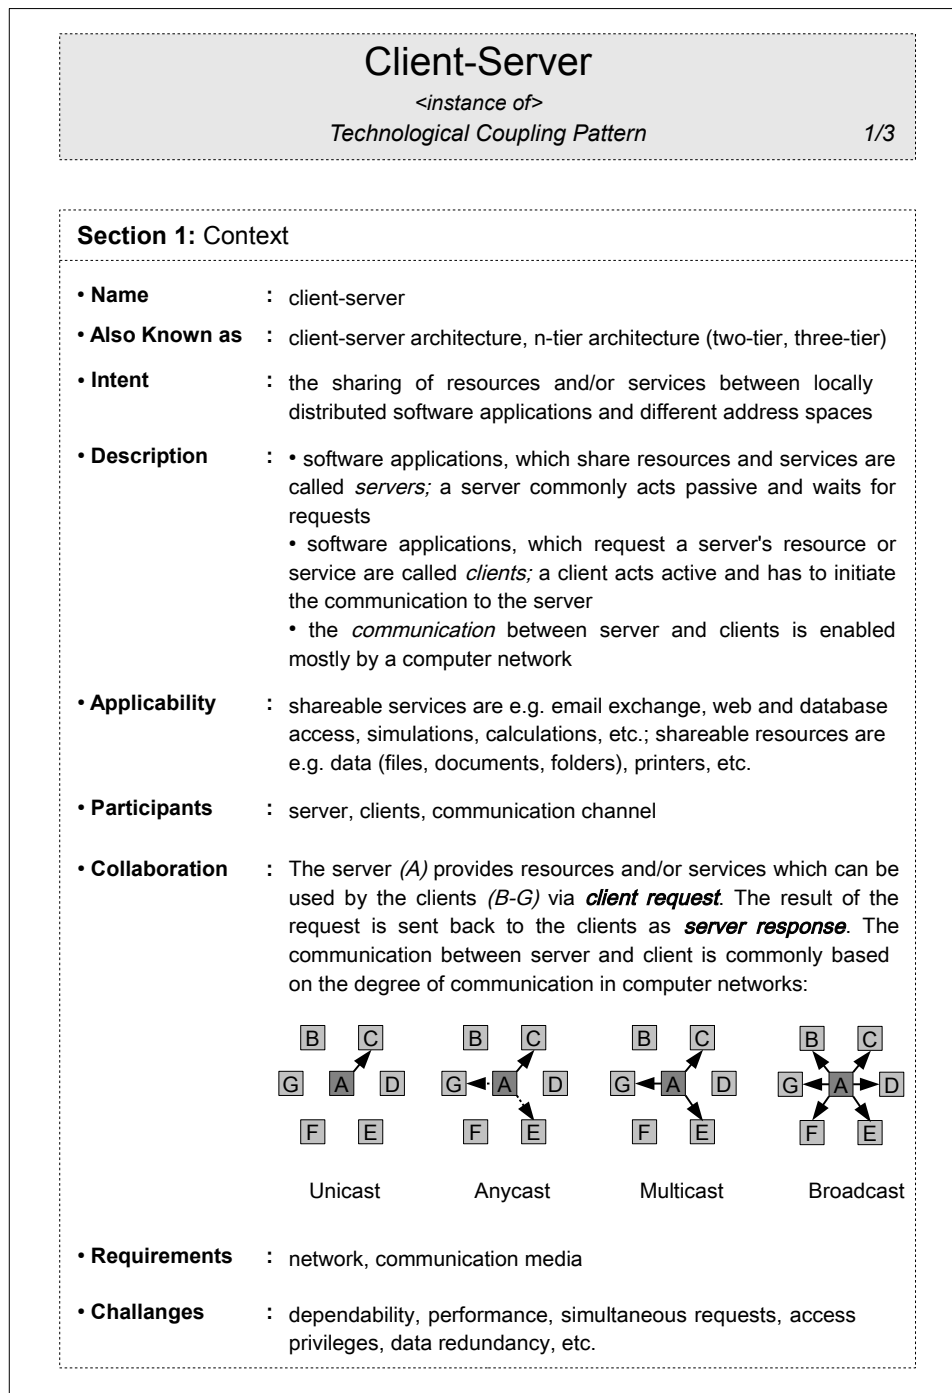 Client-Server
<instance of>
Technological Coupling Pattern 1/3
Section 1: Context
• Name : client-server
• Also Known as : client-server architecture, n-tier architecture (two-tier, three-tier)
• Intent : the sharing of resources and/or services between locally
distributed software applications and different address spaces
• Description : • software applications, which share resources and services are
called servers; a server commonly acts passive and waits for
requests
• software applications, which request a server's resource or
service are called clients; a client acts active and has to initiate
the communication to the server
• the communication between server and clients is enabled
mostly by a computer network
• Applicability : shareable services are e.g. email exchange, web and database
access, simulations, calculations, etc.; shareable resources are
e.g. data (files, documents, folders), printers, etc.
• Participants : server, clients, communication channel
• Collaboration : The server (A) provides resources and/or services which can be
used by the clients (B-G) via client request. The result of the
request is sent back to the clients as server response. The
communication between server and client is commonly based
on the degree of communication in computer networks:
B C B C B C B C
G A D G A D G A D G A D
F E F E F E F E
Unicast Anycast Multicast Broadcast
• Requirements : network, communication media
• Challanges : dependability, performance, simultaneous requests, access
privileges, data redundancy, etc.